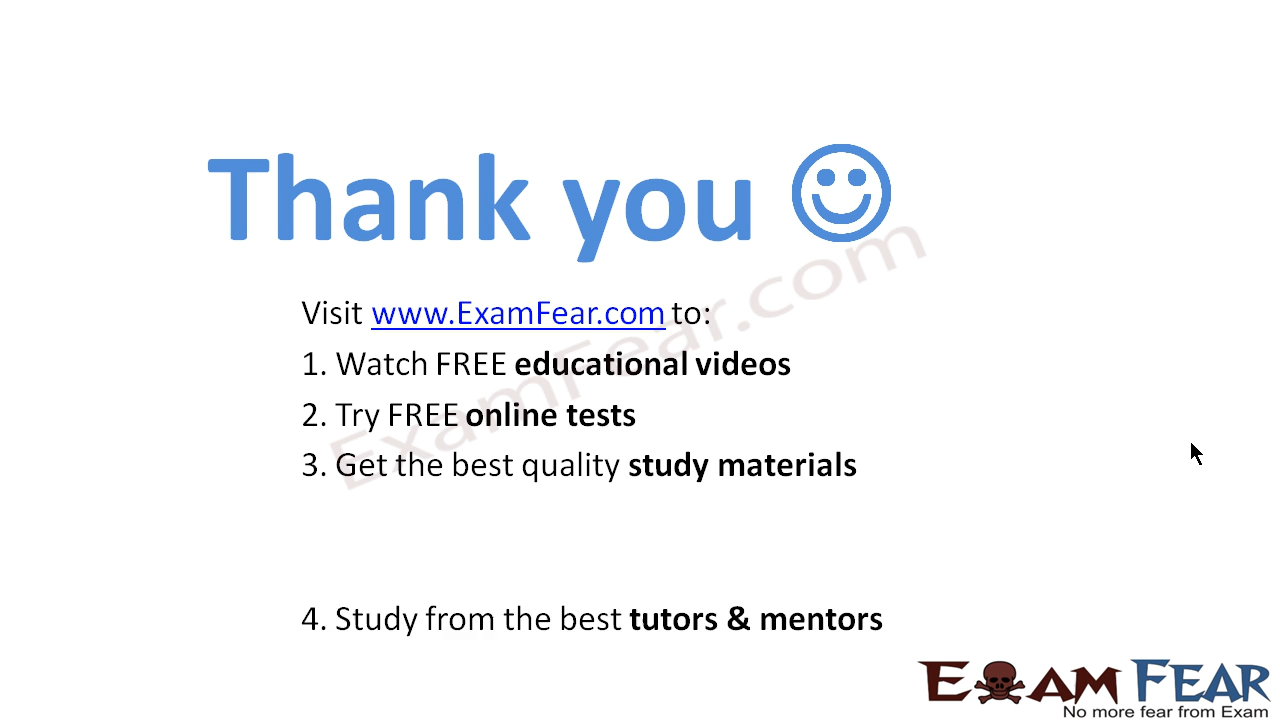 Thank you
Visit www.ExamFear.com to:
1. Watch FREE educational videos
2. Try FREE online tests
3. Get the best quality study materials
4. Study from the best tutors & mentors
ExamFear.com
EXAM FEAR
No more fear from Exam